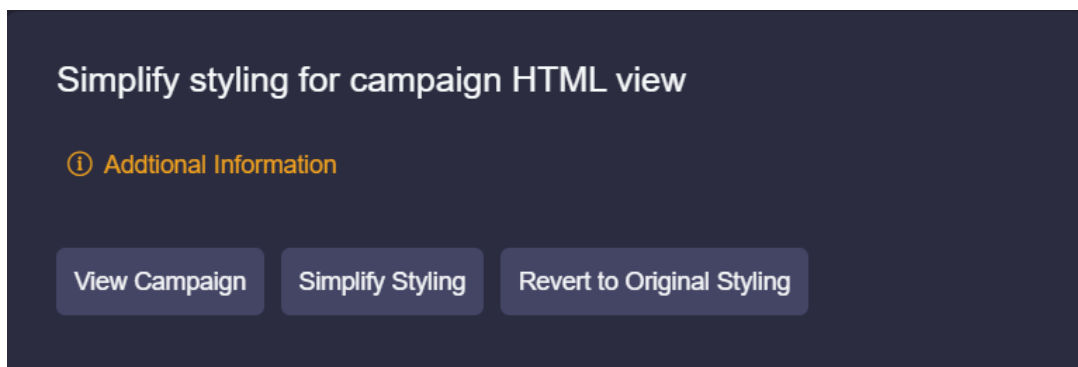 Simplify styling for campaign HTML view
Addtional Information
View Campaign
Simplify Styling
Revert to Original Styling